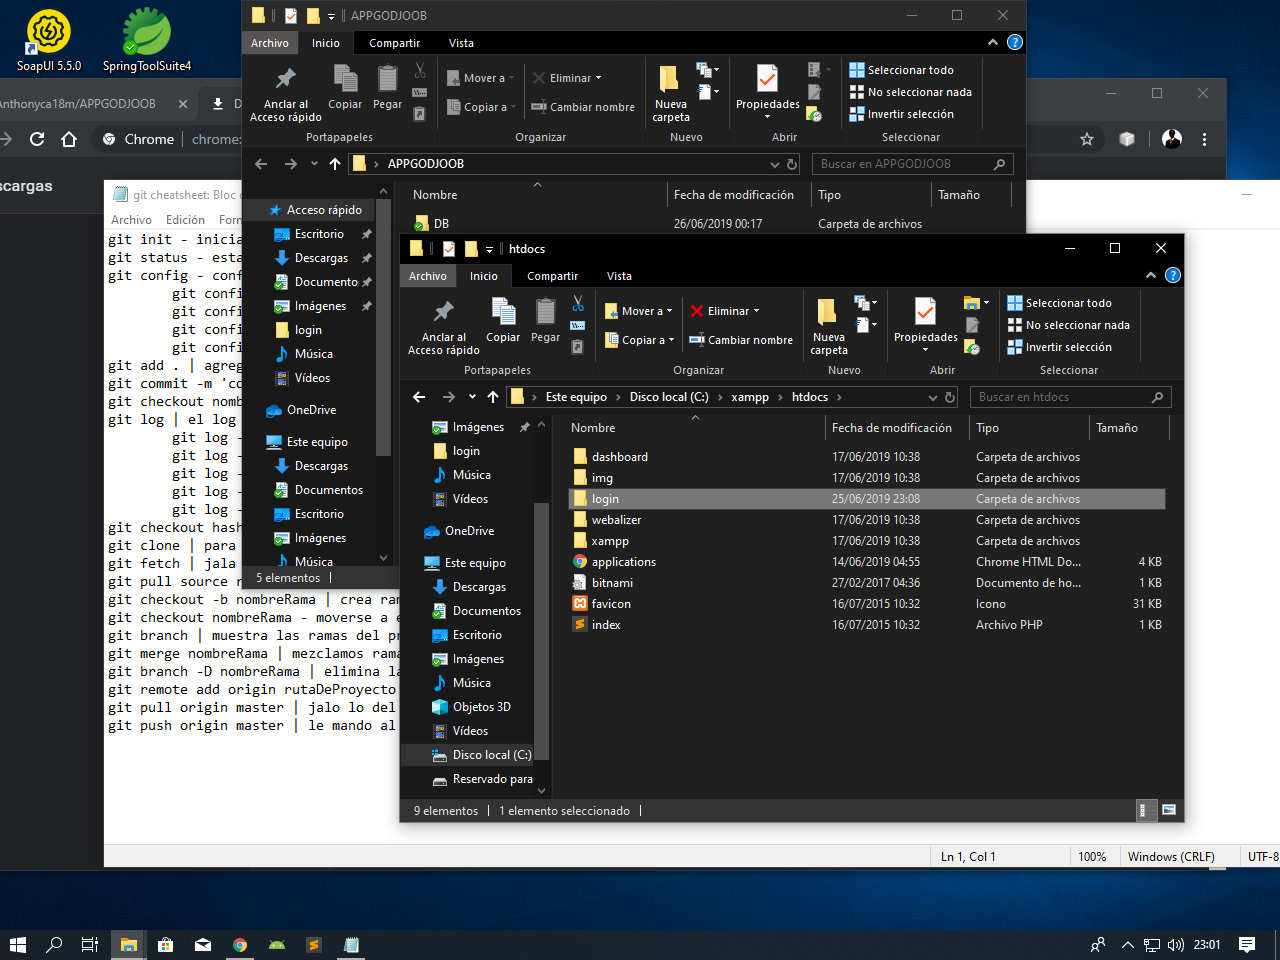 SoapUI 5.5.0
SpringToolSuite4
Anthonyca18m/APPGODJOOB
D
Chrome
chrome:
scargas
git cheatsheet: Bloc
Archivo Edición Form
git init - inicia
git status - esta
git config - conf
git confi
git confi
git confi
git confi
git add . | agreg
git commit -m 'co
git checkout nomb
git log | el log
git log -
git log -
git log -
git log -
git log -
git checkout hash
git clone | para
git fetch | jala
git pull source r
git checkout -b nombreRama | crea ram
git checkout nombreRama - moverse a e
git branch | muestra las ramas del pr
git merge nombreRama | mezclamos rama
git branch -D nombreRama | elimina la
git remote add origin rutaDeProyecto
git pull origin master | jalo lo del
git push origin master | le mando al
Ln 1, Col 1
100%
Windows (CRLF)
UTF-8
APPGODJOOB
Archivo Inicio Compartir Vista
Anclar al
Acceso rápido
Copiar
Pegar
Mover a
Copiar a
Eliminar
Cambiar nombre
Nueva
carpeta
Propiedades
Seleccionar todo
No seleccionar nada
Invertir selección
Portapapeles Organizar Nuevo Abrir Seleccionar
APPGODJOOB
Buscar en APPGODJOOB
Nombre Fecha de modificación Tipo Tamaño
DB 26/06/2019 00:17 Carpeta de archivos
Acceso rápido
Escritorio
Descargas
Documento
Imágenes
login
Música
Vídeos
OneDrive
Este equipo
Descargas
Documentos
Escritorio
Imágenes
Música
5 elementos
htdocs
Archivo Inicio Compartir Vista
Anclar al
Acceso rápido
Copiar
Pegar
Mover a
Copiar a
Eliminar
Cambiar nombre
Nueva
carpeta
Propiedades
Seleccionar todo
No seleccionar nada
Invertir selección
Portapapeles Organizar Nuevo Abrir Seleccionar
Este equipo Disco local (C:) xampp htdocs
Buscar en htdocs
Imágenes
login
Música
Vídeos
OneDrive
Este equipo
Descargas
Documentos
Escritorio
Imágenes
Música
Objetos 3D
Vídeos
Disco local (C:)
Reservado para
Nombre Fecha de modificación Tipo Tamaño
dashboard 17/06/2019 10:38 Carpeta de archivos
img 17/06/2019 10:38 Carpeta de archivos
login 25/06/2019 23:08 Carpeta de archivos
webalizer 17/06/2019 10:38 Carpeta de archivos
xampp 17/06/2019 10:38 Carpeta de archivos
applications 14/06/2019 04:55 Chrome HTML Do... 4 KB
bitnami 27/02/2017 04:36 Documento de ho... 1 KB
favicon 16/07/2015 10:32 Icono 31 KB
index 16/07/2015 10:32 Archivo PHP 1 KB
9 elementos 1 elemento seleccionado
23:01